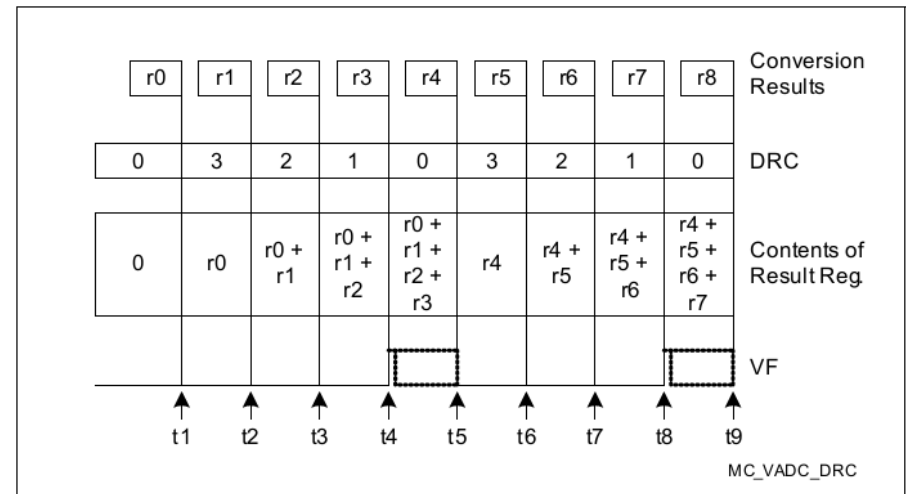 r0 r1 r2 r3 r4 r5 r6 r7 r8 Conversion
Results
0 3 2 1 0 3 2 1 0 DRC
0 r0 r0 +
r1 r0 +
r1 +
r2 r0 +
r1 +
r2 +
r3 r4 r4 +
r5 r4 +
r5 +
r6 r4 +
r5 +
r6 +
r7 Contents of
Result Reg.
VF
t1 t2 t3 t4 t5 t6 t7 t8 t9
MC_VADC_DRC